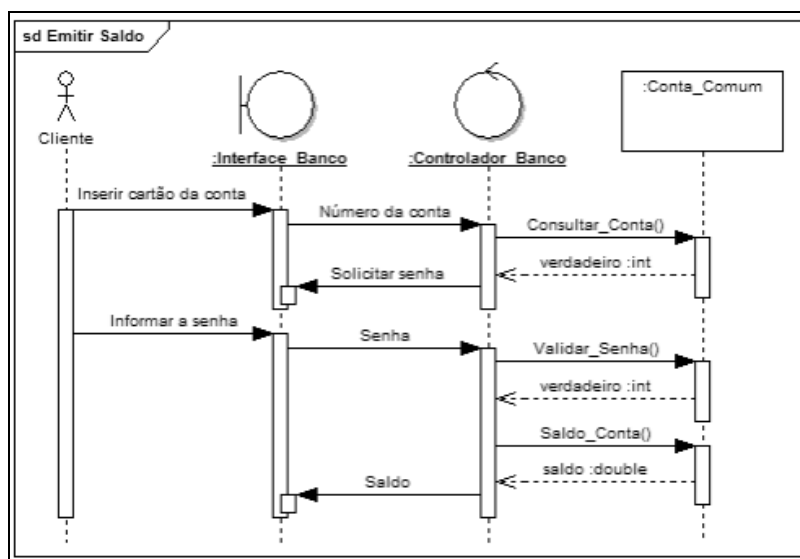 sd Emitir Saldo
Cliente
:Interface_Banco
:Controlador_Banco
:Conta_Comum
Inserir cartão da conta
Número da conta
Consultar_Conta()
verdadeiro :int
Solicitar senha
Informar a senha
Senha
Validar_Senha()
verdadeiro :int
Saldo_Conta()
saldo :double
Saldo